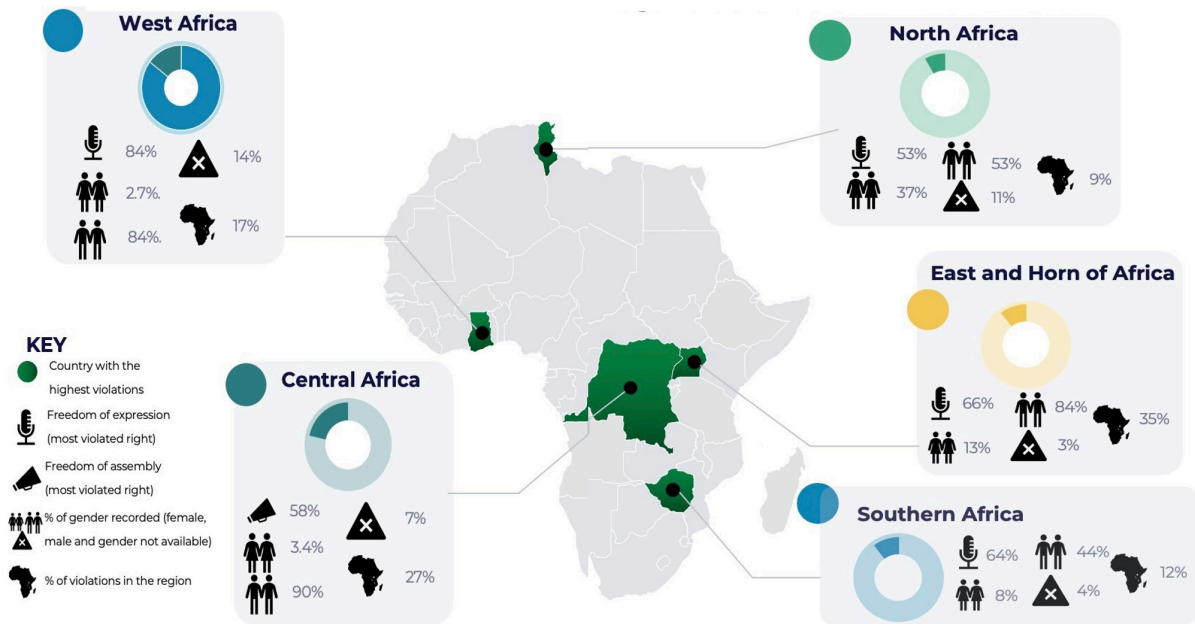 West Africa
84%
14%
2.7%.
17%
84%.
North Africa
53%
53%
9%
37%
11%
East and Horn of Africa
66%
84%
35%
13%
3%
KEY
Country with the
highest violations
Freedom of expression
(most violated right)
Freedom of assembly
(most violated right)
% of gender recorded (female,
male and gender not available)
% of violations in the region
Central Africa
58%
7%
3.4%
27%
90%
Southern Africa
64%
44%
12%
8%
4%